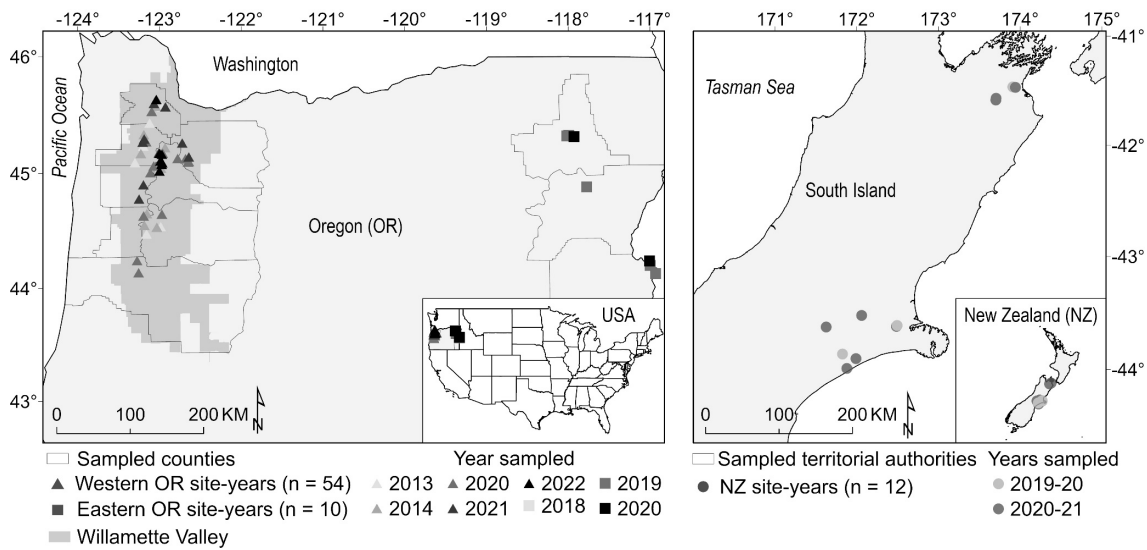 -124 -123 -122 -121 -120 -119 -118 -117
171 172 173 174 175
46°
45°
44°
43°
-41°
-42°
-43°
-44°
Washington
Pacific Ocean
Oregon (OR)
USA
0 100 200 KM
N
Tasman Sea
South Island
New Zealand (NZ)
0 100 200 KM
N
Sampled counties
Western OR site-years (n = 54)
Eastern OR site-years (n = 10)
Willamette Valley
Year sampled
2013 2020 2022 2019
2014 2021 2018 2020
Sampled territorial authorities
NZ site-years (n = 12)
Years sampled
2019-20
2020-21